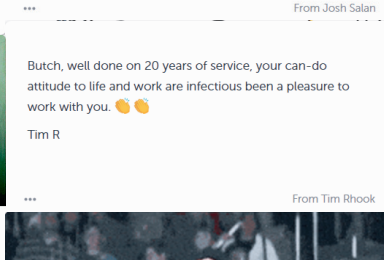 ••• From Josh Salan
Butch, well done on 20 years of service, your can-do
attitude to life and work are infectious been a pleasure to
work with you. 👏 👏
Tim R
••• From Tim Rhook